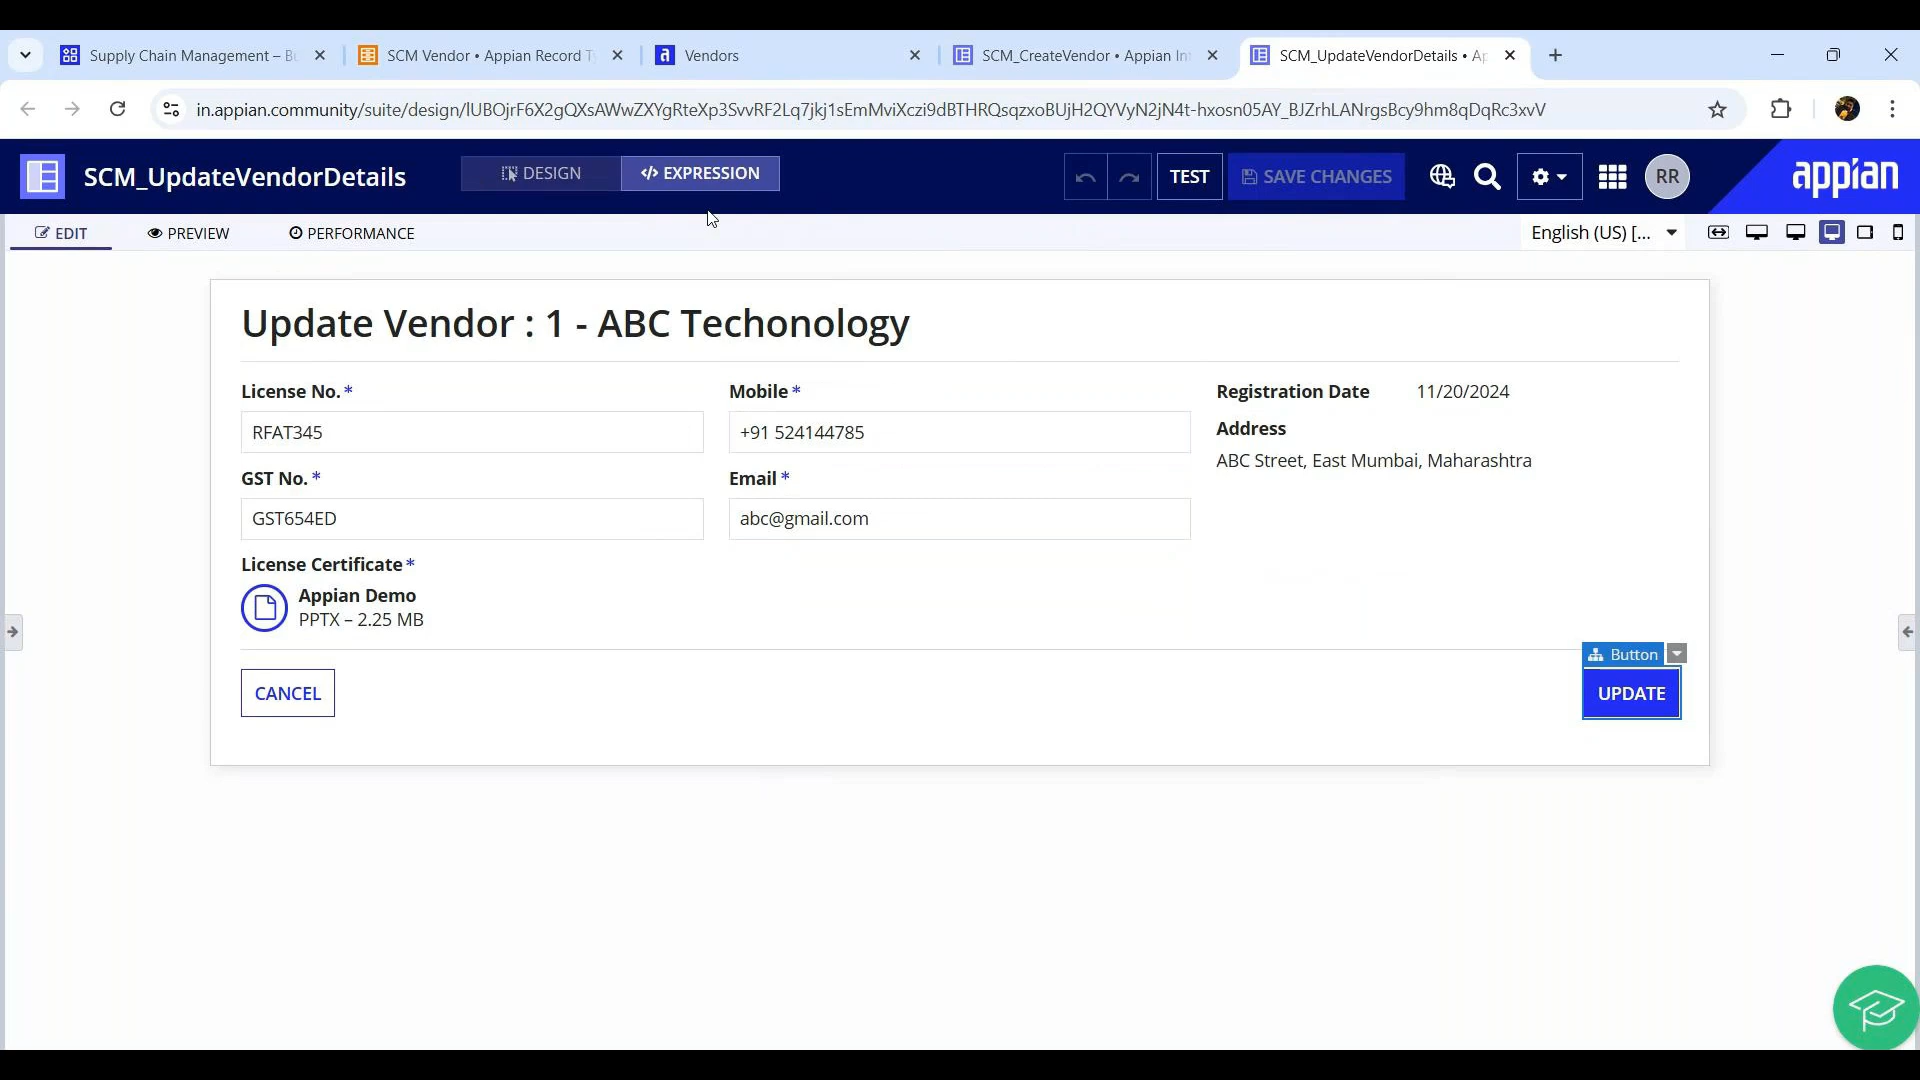 Supply Chain Management – B
SCM Vendor • Appian Record T
Vendors
SCM_CreateVendor • Appian In
SCM_UpdateVendorDetails • Ap
in.appian.community/suite/design/lUBOjrF6X2gQXsAWwZXYgRteXp3SvvRF2Lq7jkj1sEmMviXczi9dBTHRQsqzxoBUjH2QYVyN2jN4t-hxosn05AY_BJZrhLANrgsBcy9hm8qDqRc3xvV
SCM_UpdateVendorDetails
DESIGN
EXPRESSION
TEST
SAVE CHANGES
RR
appian
EDIT
PREVIEW
PERFORMANCE
English (US) [...
Update Vendor : 1 - ABC Techonology
License No. *
Mobile *
Registration Date 11/20/2024
RFAT345
+91 524144785
Address
ABC Street, East Mumbai, Maharashtra
GST No. *
Email *
GST654ED
abc@gmail.com
License Certificate *
Appian Demo
PPTX – 2.25 MB
Button
CANCEL
UPDATE